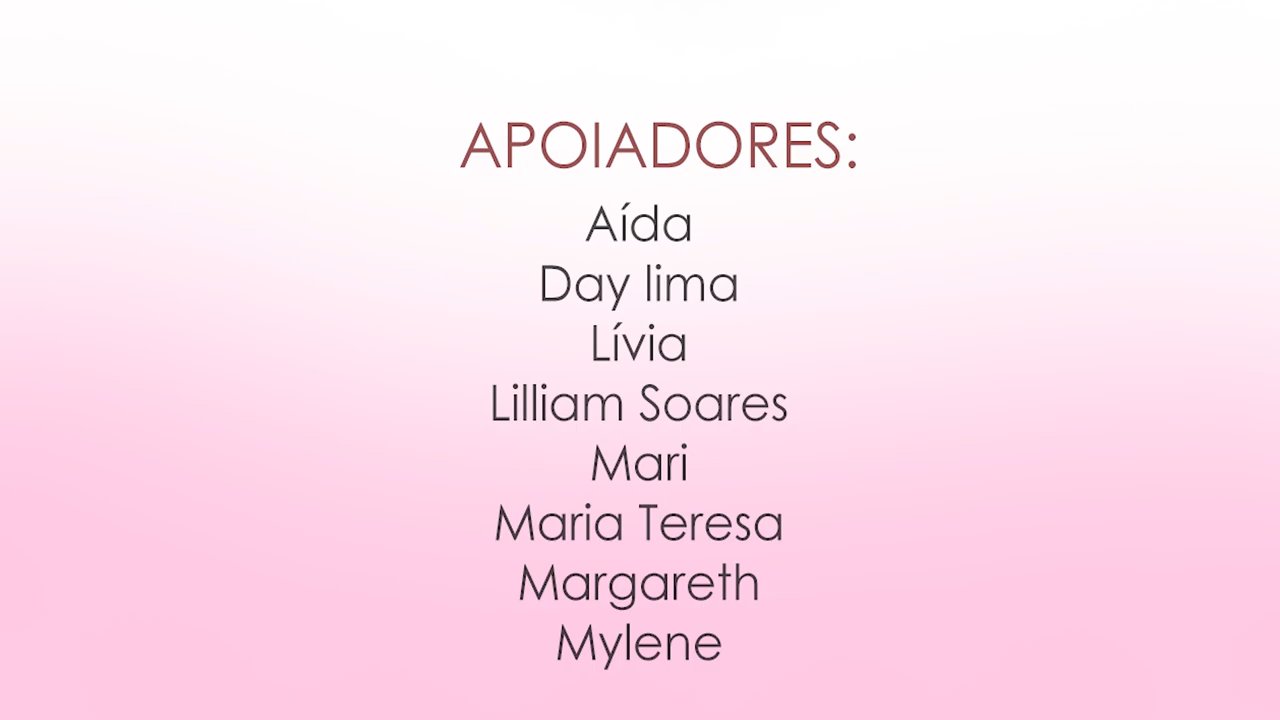 APOIADORES:
Aída
Day lima
Lívia
Lilliam Soares
Mari
Maria Teresa
Margareth
Mylene